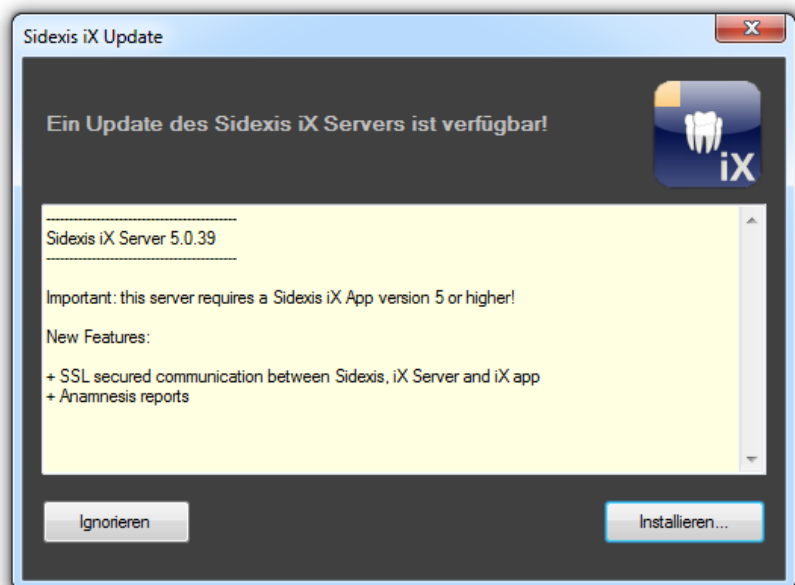 Sidexis iX Update
Ein Update des Sidexis iX Servers ist verfügbar!
iX
-----------------------------------------
Sidexis iX Server 5.0.39
-----------------------------------------
Important: this server requires a Sidexis iX App version 5 or higher!
New Features:
+ SSL secured communication between Sidexis, iX Server and iX app
+ Anamnesis reports
Ignorieren
Installieren...